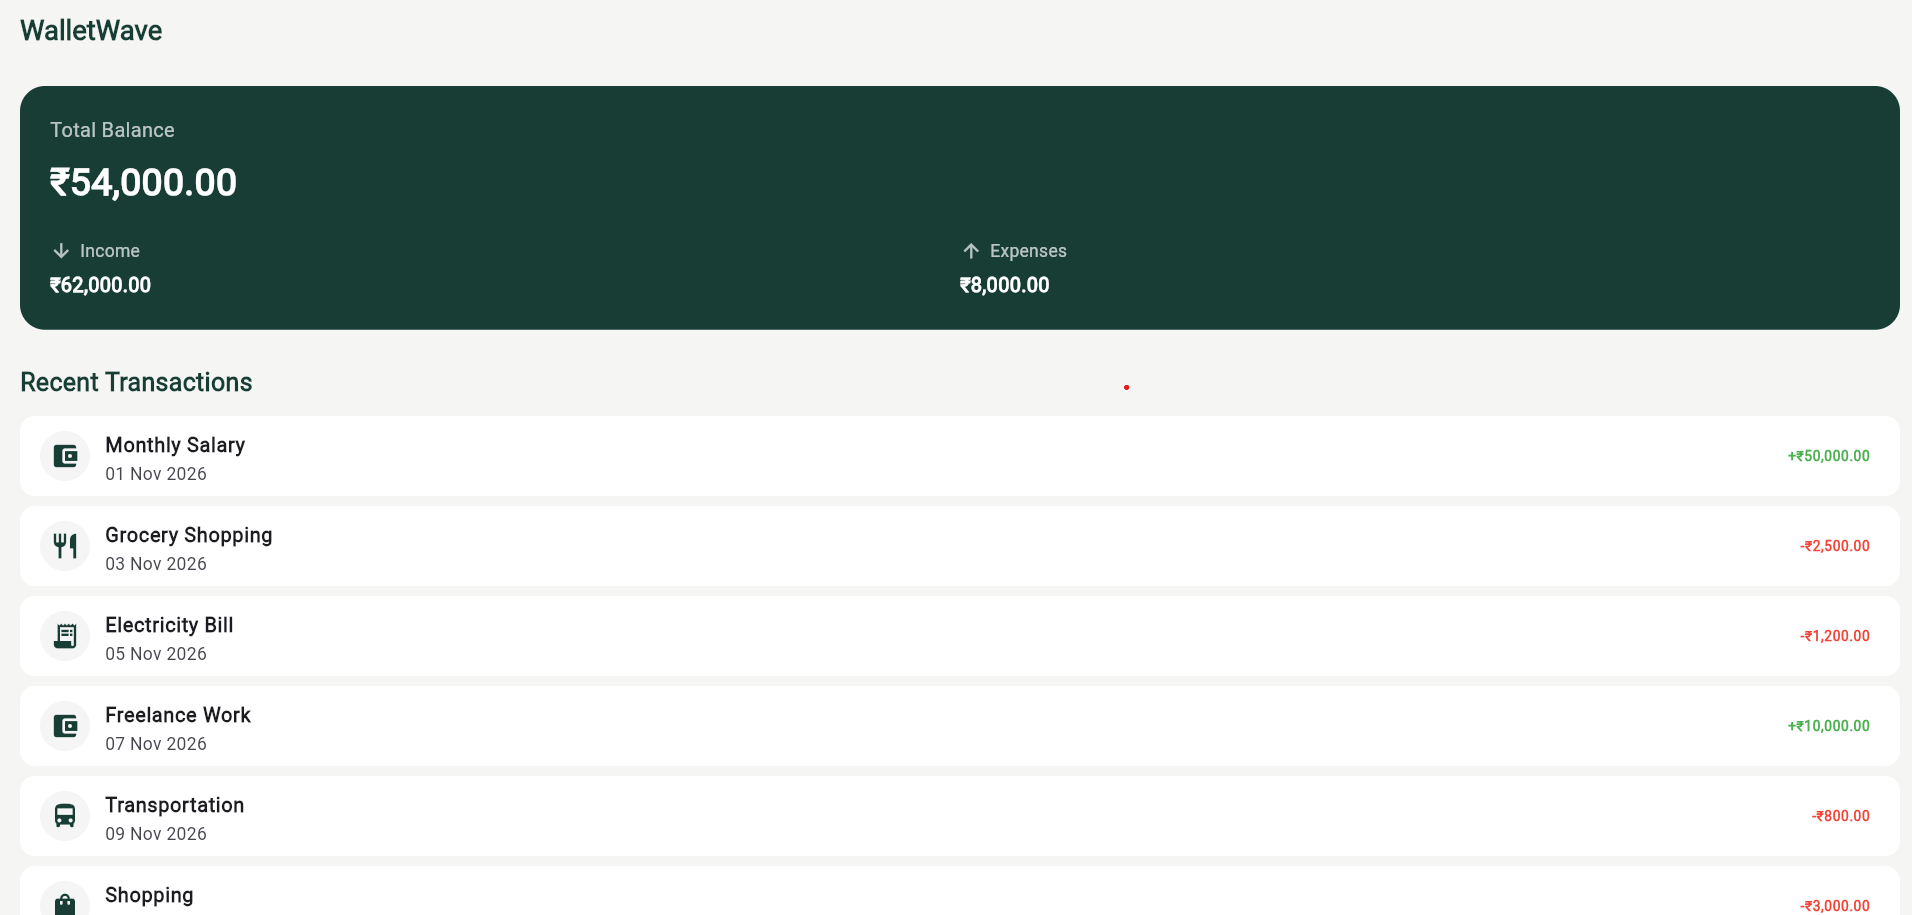 WalletWave
Total Balance
₹54,000.00
Income
₹62,000.00
Expenses
₹8,000.00
Recent Transactions
Monthly Salary
01 Nov 2026
+₹50,000.00
Grocery Shopping
03 Nov 2026
-₹2,500.00
Electricity Bill
05 Nov 2026
-₹1,200.00
Freelance Work
07 Nov 2026
+₹10,000.00
Transportation
09 Nov 2026
-₹800.00
Shopping
-₹3,000.00